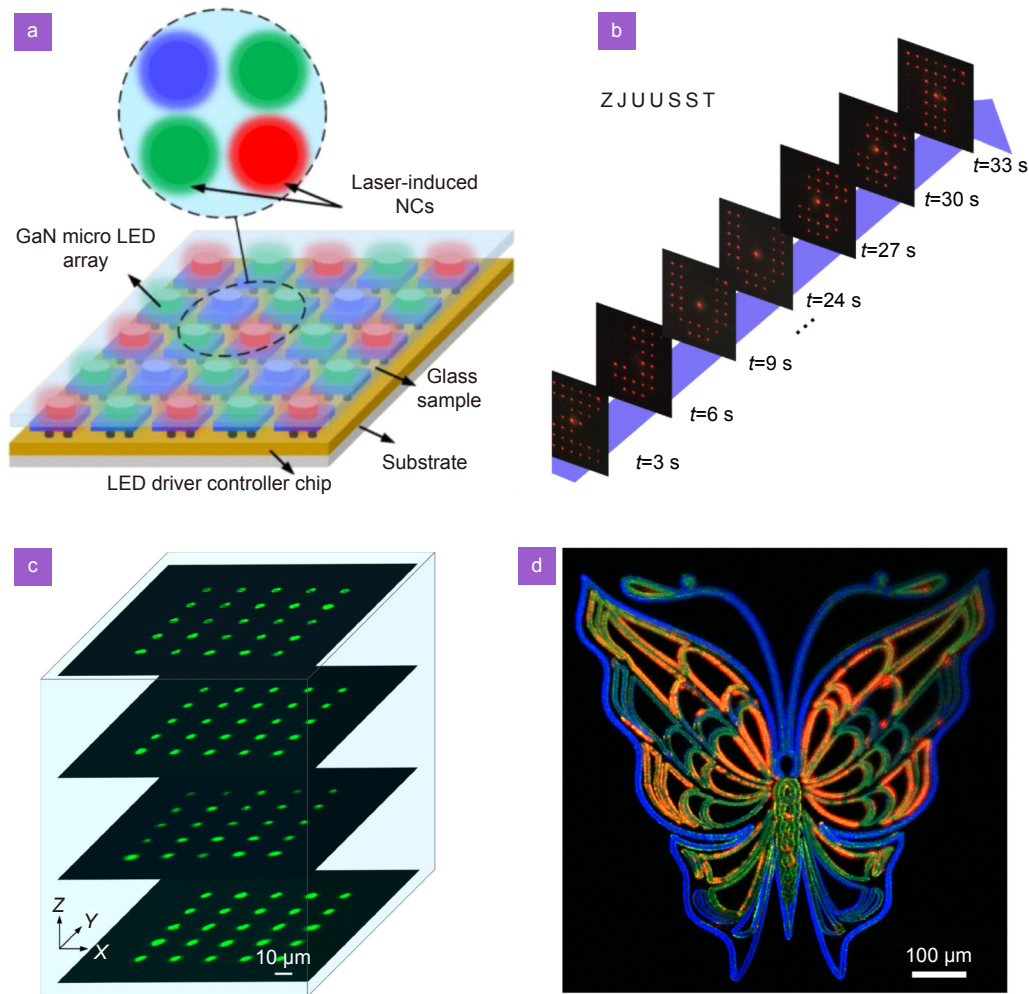 a
Laser-induced
NCs
GaN micro LED
array
Glass
sample
Substrate
LED driver controller chip
b
ZJUUSST
t=33 s
t=30 s
t=27 s
t=24 s
...
t=9 s
t=6 s
t=3 s
c
Z
Y
X
10 μm
d
100 μm